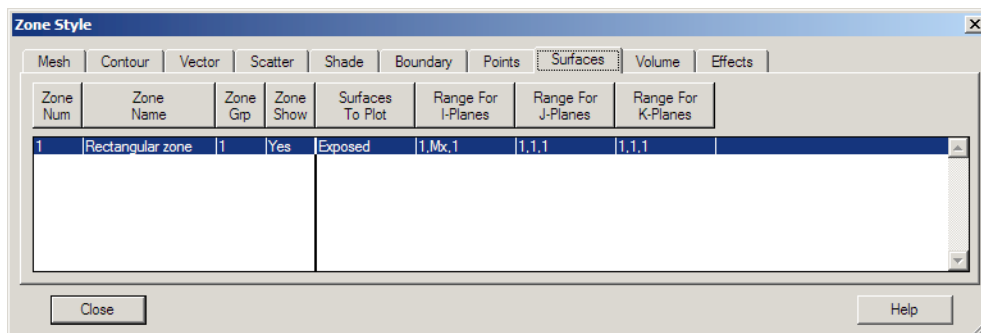 Zone Style
Mesh Contour Vector Scatter Shade Boundary Points Surfaces Volume Effects
Zone Num Zone Name Zone Grp Zone Show Surfaces To Plot Range For I-Planes Range For J-Planes Range For K-Planes
1 Rectangular zone 1 Yes Exposed 1,Mx,1 1,1,1 1,1,1
Close Help